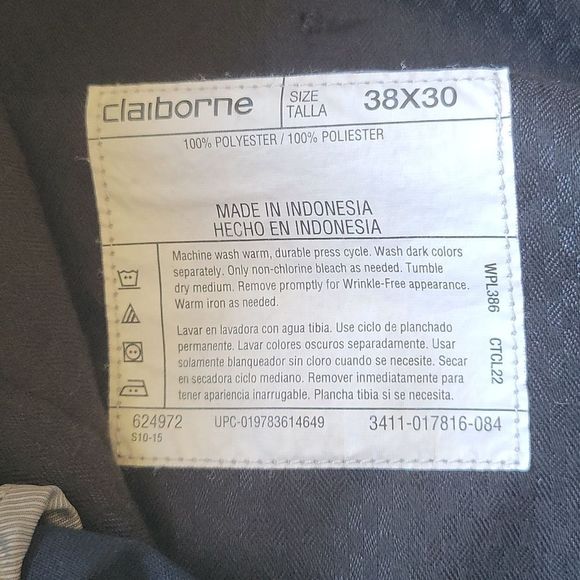 claiborne
SIZE
TALLA
38X30
100% POLYESTER / 100% POLIESTER
MADE IN INDONESIA
HECHO EN INDONESIA
Machine wash warm, durable press cycle. Wash dark colors
separately. Only non-chlorine bleach as needed. Tumble
dry medium. Remove promptly for Wrinkle-Free appearance.
Warm iron as needed.
Lavar en lavadora con agua tibia. Use ciclo de planchado
permanente. Lavar colores oscuros separadamente. Usar
solamente blanqueador sin cloro cuando se necesite. Secar
en secadora ciclo mediano. Remover inmediatamente para
tener apariencia inarrugable. Plancha tibia si se necesita.
WPL386 CTCL22
624972
S10-15
UPC-019783614649
3411-017816-084